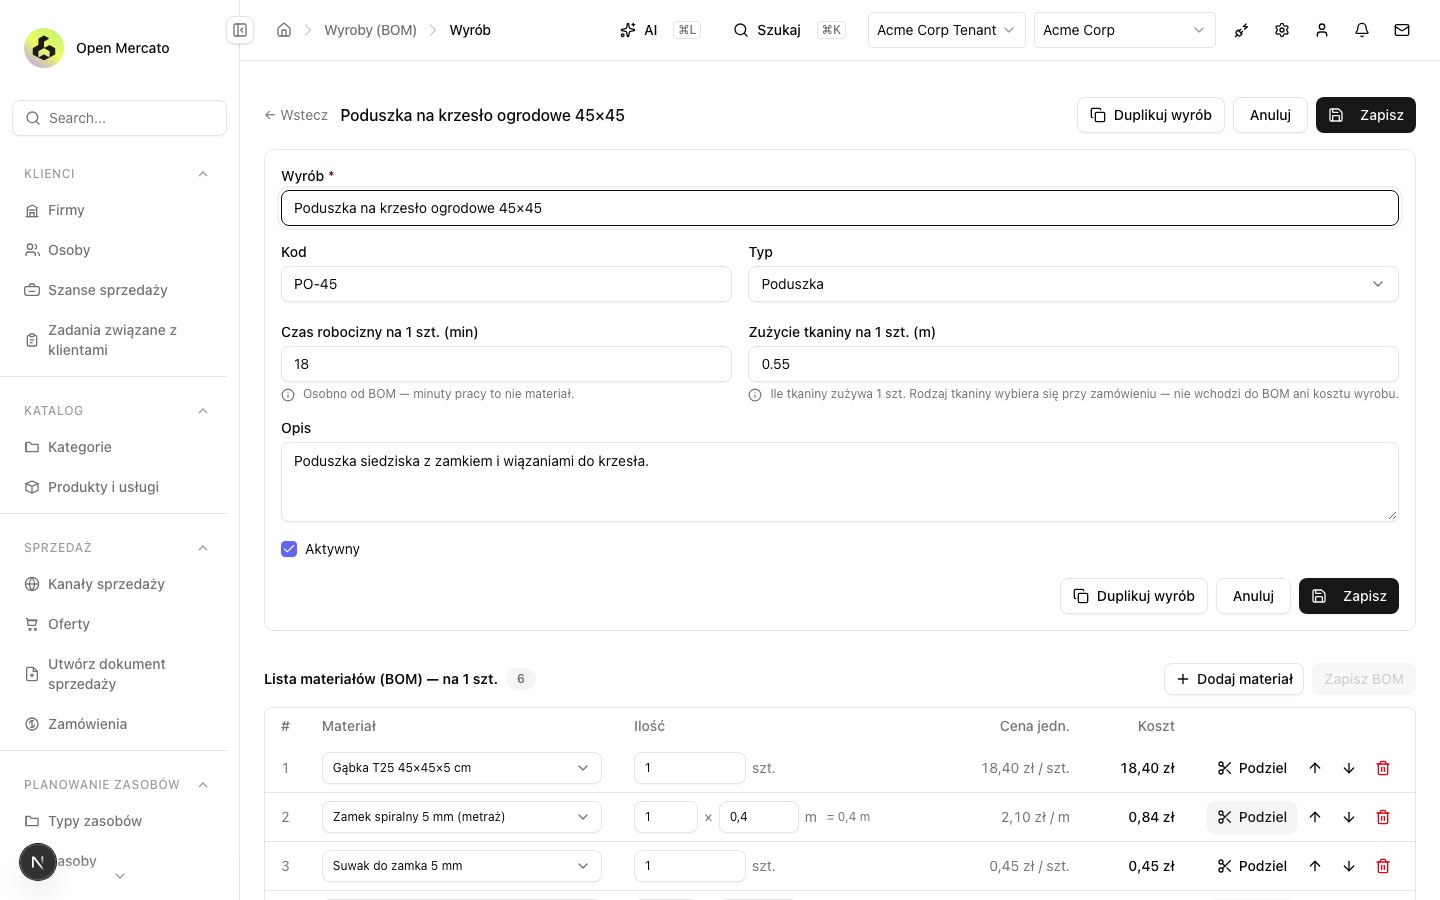 Open Mercato
Wyroby (BOM)
Wyrób
AI ⌘L
Szukaj ⌘K
Acme Corp Tenant
Acme Corp
Search...
KLIENCI
Firmy
Osoby
Szanse sprzedaży
Zadania związane z
klientami
KATALOG
Kategorie
Produkty i usługi
SPRZEDAŻ
Kanały sprzedaży
Oferty
Utwórz dokument
sprzedaży
Zamówienia
PLANOWANIE ZASOBÓW
Typy zasobów
N
asoby
← Wstecz
Poduszka na krzesło ogrodowe 45×45
Duplikuj wyrób
Anuluj
Zapisz
Wyrób *
Poduszka na krzesło ogrodowe 45×45
Kod
PO-45
Typ
Poduszka
Czas robocizny na 1 szt. (min)
18
Osobno od BOM — minuty pracy to nie materiał.
Zużycie tkaniny na 1 szt. (m)
0.55
Ile tkaniny zużywa 1 szt. Rodzaj tkaniny wybiera się przy zamówieniu — nie wchodzi do BOM ani kosztu wyrobu.
Opis
Poduszka siedziska z zamkiem i wiązaniami do krzesła.
Aktywny
Duplikuj wyrób
Anuluj
Zapisz
Lista materiałów (BOM) — na 1 szt. 6
Dodaj materiał
Zapisz BOM
# Materiał Ilość Cena jedn. Koszt
1 Gąbka T25 45×45×5 cm 1 szt. 18,40 zł / szt. 18,40 zł Podziel
2 Zamek spiralny 5 mm (metraż) 1 × 0,4 m = 0,4 m 2,10 zł / m 0,84 zł Podziel
3 Suwak do zamka 5 mm 1 szt. 0,45 zł / szt. 0,45 zł Podziel